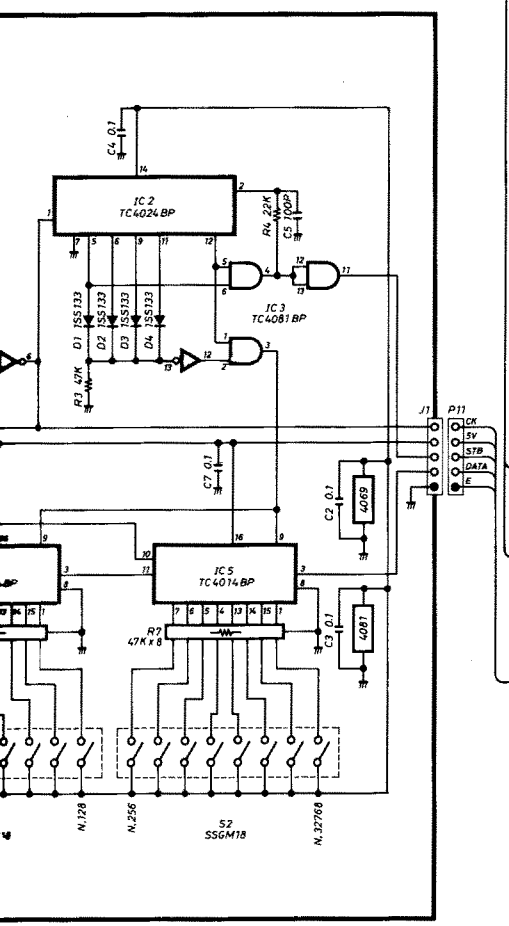 C4 0.1
14
1
IC 2
TC4024BP
2
7
5
6
9
11
12
R4 22K
C5 100P
5
4
6
12
13
11
IC 3
TC4081BP
D1 1SS133
D2 1SS133
D3 1SS133
D4 1SS133
1
3
2
6
13
12
R3 47K
J1
P11
CK
5V
STB
DATA
E
C7 0.1
C2 0.1
4069
9
16
9
10
11
IC 5
TC4014BP
3
8
3
8
BP
15
1
7
6
5
4
13
14
15
1
R7
47K x 8
C3 0.1
4081
N,128
N,256
S2
SSGM18
N,32768